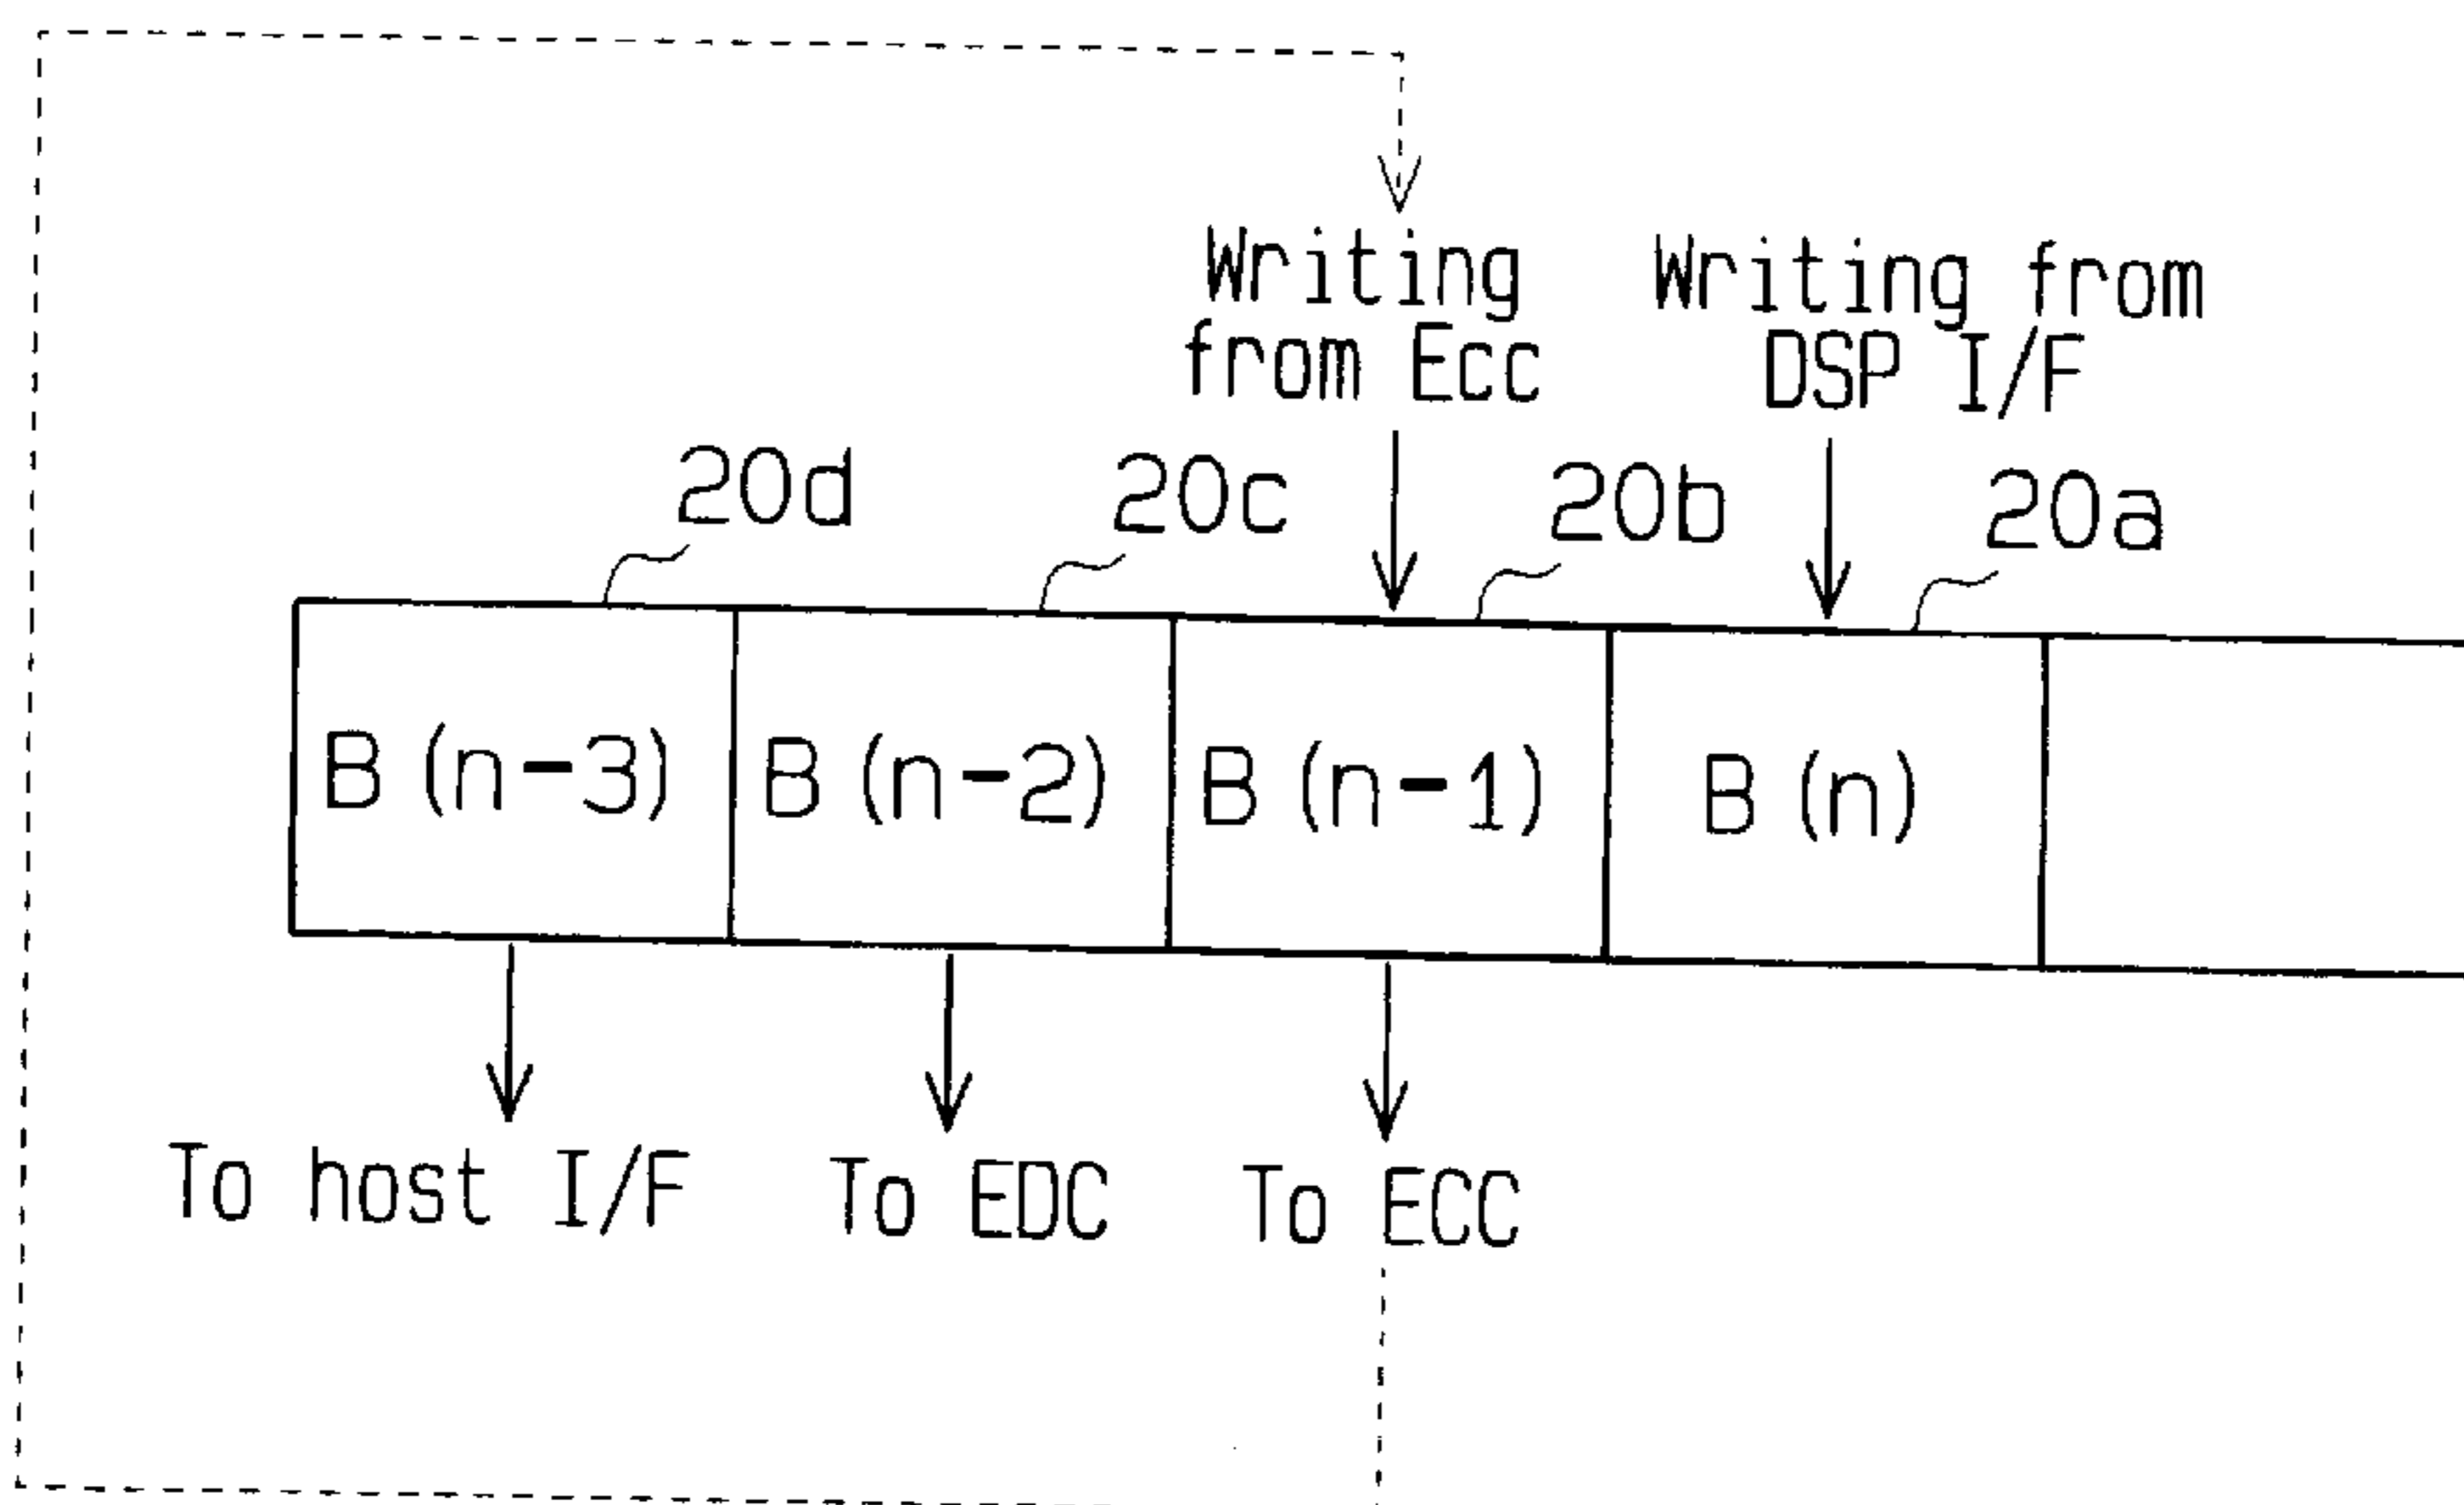 Writing
from Ecc
Writing from
DSP I/F
20d
20c
20b
20a
B (n-3)
B (n-2)
B (n-1)
B (n)
To host I/F
To EDC
To ECC